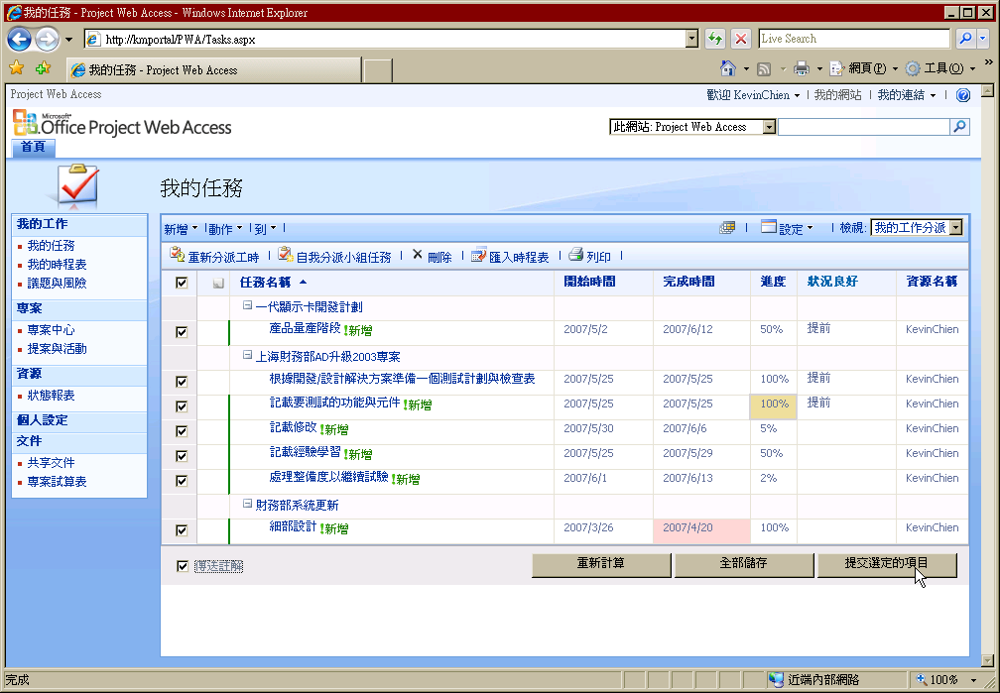 我的任務 - Project Web Access - Windows Internet Explorer
http://kmportal/PWA/Tasks.aspx
Live Search
我的任務 - Project Web Access
網頁(P)
工具(O)
Project Web Access
歡迎 KevinChien
我的網站
我的連結
Microsoft
Office Project Web Access
此網站: Project Web Access
首頁
我的任務
我的工作
我的任務
我的時程表
議題與風險
專案
專案中心
提案與活動
資源
狀態報表
個人設定
文件
共享文件
專案試算表
新增 動作 到 設定 檢視: 我的工作分派
重新分派工時 自我分派小組任務 刪除 匯入時程表 列印
任務名稱 開始時間 完成時間 進度 狀況良好 資源名稱
一代顯示卡開發計劃
產品量產階段 !新增 2007/5/2 2007/6/12 50% 提前 KevinChien
上海財務部AD升級2003專案
根據開發/設計解決方案準備一個測試計劃與檢查表 2007/5/25 2007/5/25 100% 提前 KevinChien
記載要測試的功能與元件 !新增 2007/5/25 2007/5/25 100% 提前 KevinChien
記載修改 !新增 2007/5/30 2007/6/6 5% KevinChien
記載經驗學習 !新增 2007/5/25 2007/5/29 50% KevinChien
處理整備度以繼續試驗 !新增 2007/6/1 2007/6/13 2% KevinChien
財務部系統更新
細部設計 !新增 2007/3/26 2007/4/20 100% KevinChien
傳送註解 重新計算 全部儲存 提交選定的項目
完成 近端內部網路 100%